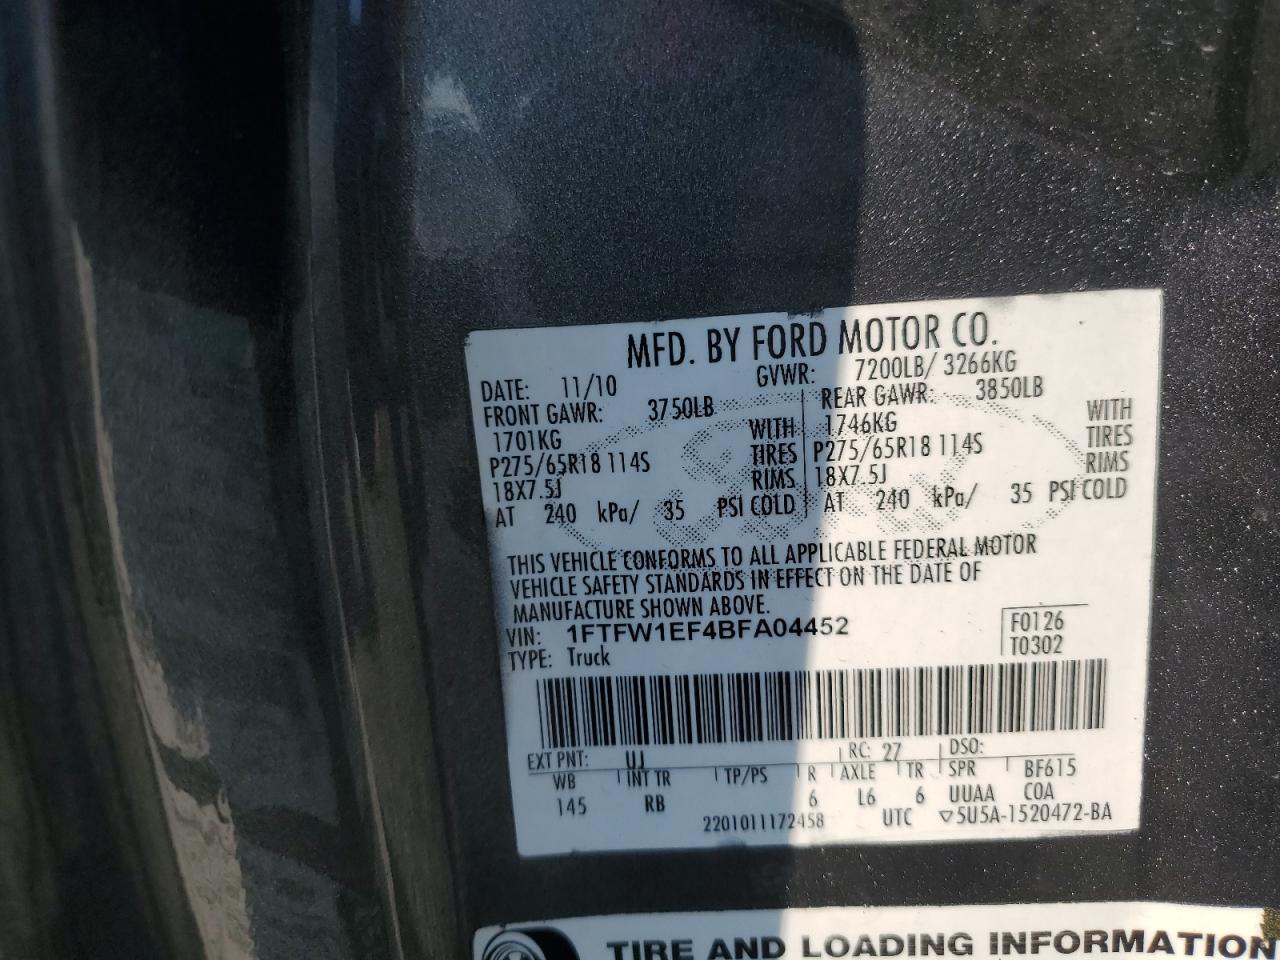 MFD. BY FORD MOTOR CO.
DATE: 11/10 GVWR: 7200LB/ 3266KG
FRONT GAWR: 3750LB REAR GAWR: 3850LB
1701KG WITH 1746KG WITH
P275/65R18 114S TIRES P275/65R18 114S TIRES
18X7.5J RIMS 18X7.5J RIMS
AT 240 kPa/ 35 PSI COLD AT 240 kPa/ 35 PSI COLD
THIS VEHICLE CONFORMS TO ALL APPLICABLE FEDERAL MOTOR
VEHICLE SAFETY STANDARDS IN EFFECT ON THE DATE OF
MANUFACTURE SHOWN ABOVE.
VIN: 1FTFW1EF4BFA04452 F0126
TYPE: Truck T0302
EXT PNT: UJ RC: 27 DSO:
WB INT TR TP/PS R AXLE TR SPR BF615
145 RB 6 L6 6 UUAA COA
2201011172458 UTC ▽5U5A-1520472-BA
TIRE AND LOADING INFORMATION